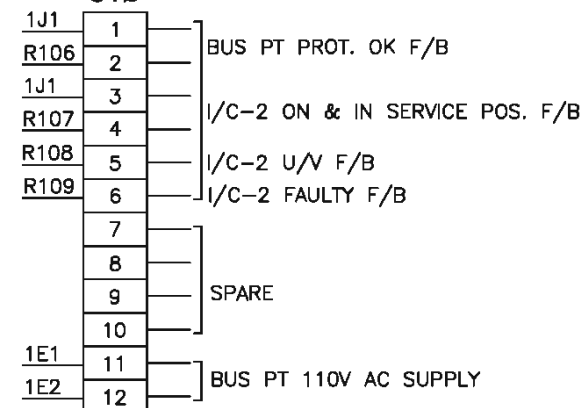 1J1 1
BUS PT PROT. OK F/B
R106 2
1J1 3
I/C-2 ON & IN SERVICE POS. F/B
R107 4
R108 5 I/C-2 U/V F/B
R109 6 I/C-2 FAULTY F/B
7
8
9 SPARE
10
1E1 11
BUS PT 110V AC SUPPLY
1E2 12